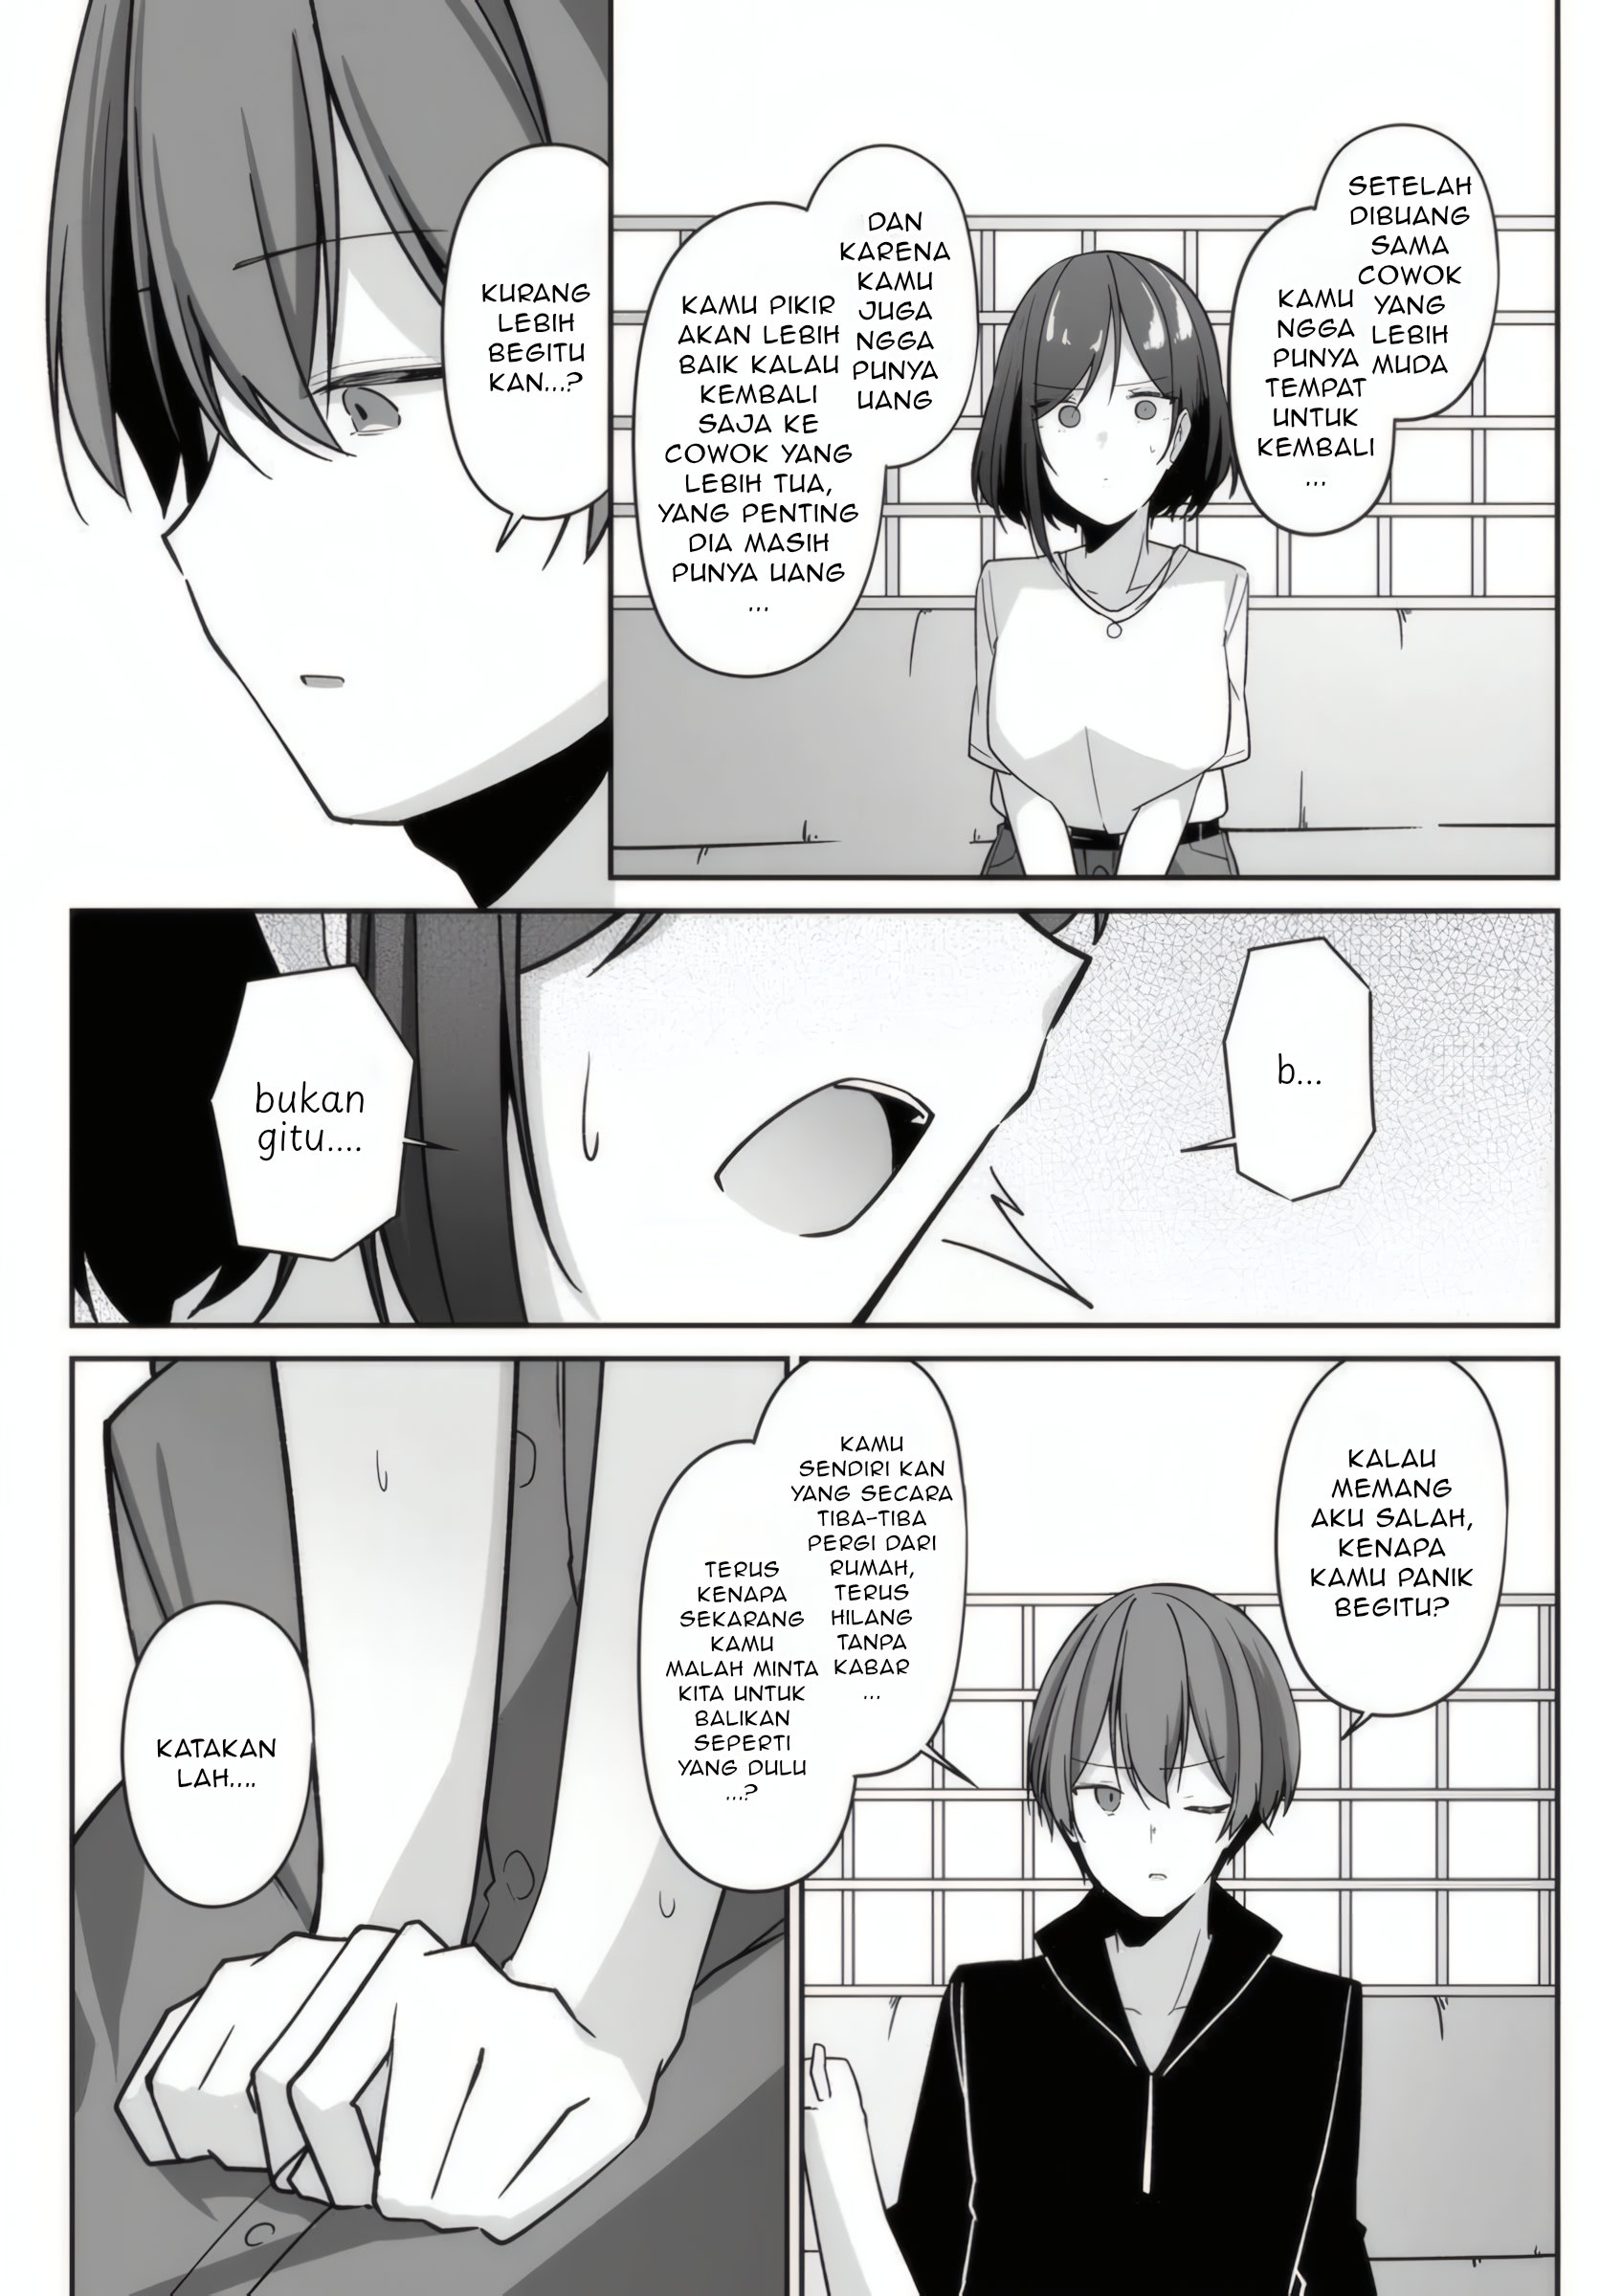 SETELAH
DIBUANG
SAMA
COWOK
YANG
LEBIH
MUDA
KAMU
NGGA
PUNYA
TEMPAT
UNTUK
KEMBALI
...
DAN
KARENA
KAMU
JUGA
NGGA
PUNYA
UANG
KAMU PIKIR
AKAN LEBIH
BAIK KALAU
KEMBALI
SAJA KE
COWOK YANG
LEBIH TUA,
YANG PENTING
DIA MASIH
PUNYA UANG
...
KURANG
LEBIH
BEGITU
KAN...?
b...
bukan
gitu....
KALAU
MEMANG
AKU SALAH,
KENAPA
KAMU PANIK
BEGITU?
KAMU
SENDIRI KAN
YANG SECARA
TIBA-TIBA
PERGI DARI
RUMAH,
TERUS
HILANG
TANPA
KABAR
...
TERUS
KENAPA
SEKARANG
KAMU
MALAH MINTA
KITA UNTUK
BALIKAN
SEPERTI
YANG DULU
...?
KATAKAN
LAH....